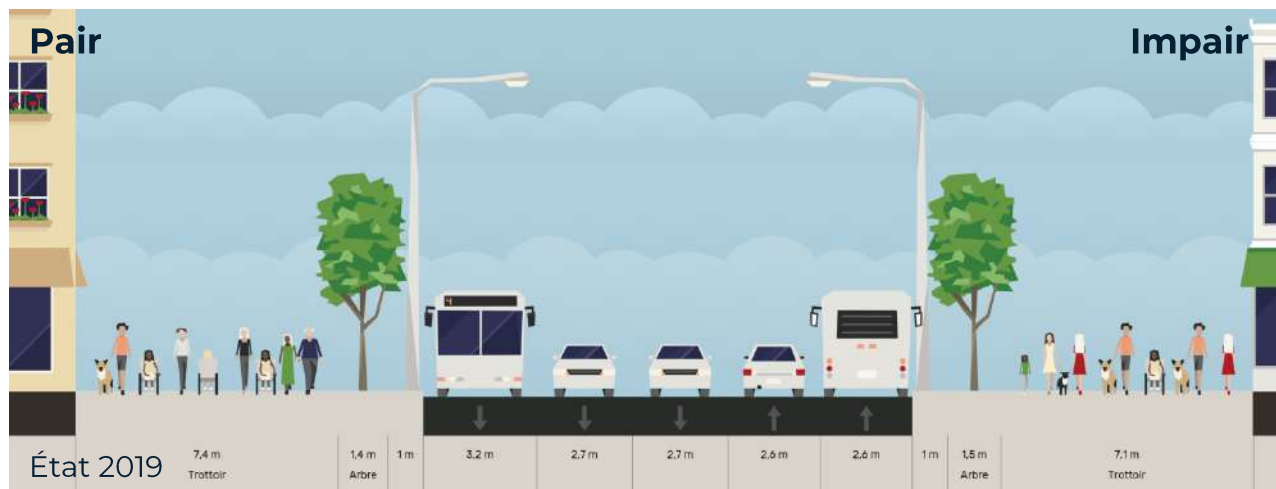 Pair
Impair
4
État 2019
7,4 m
Trottoir
1,4 m
Arbre
1 m
3,2 m
2,7 m
2,7 m
2,6 m
2,6 m
1 m
1,5 m
Arbre
7,1 m
Trottoir